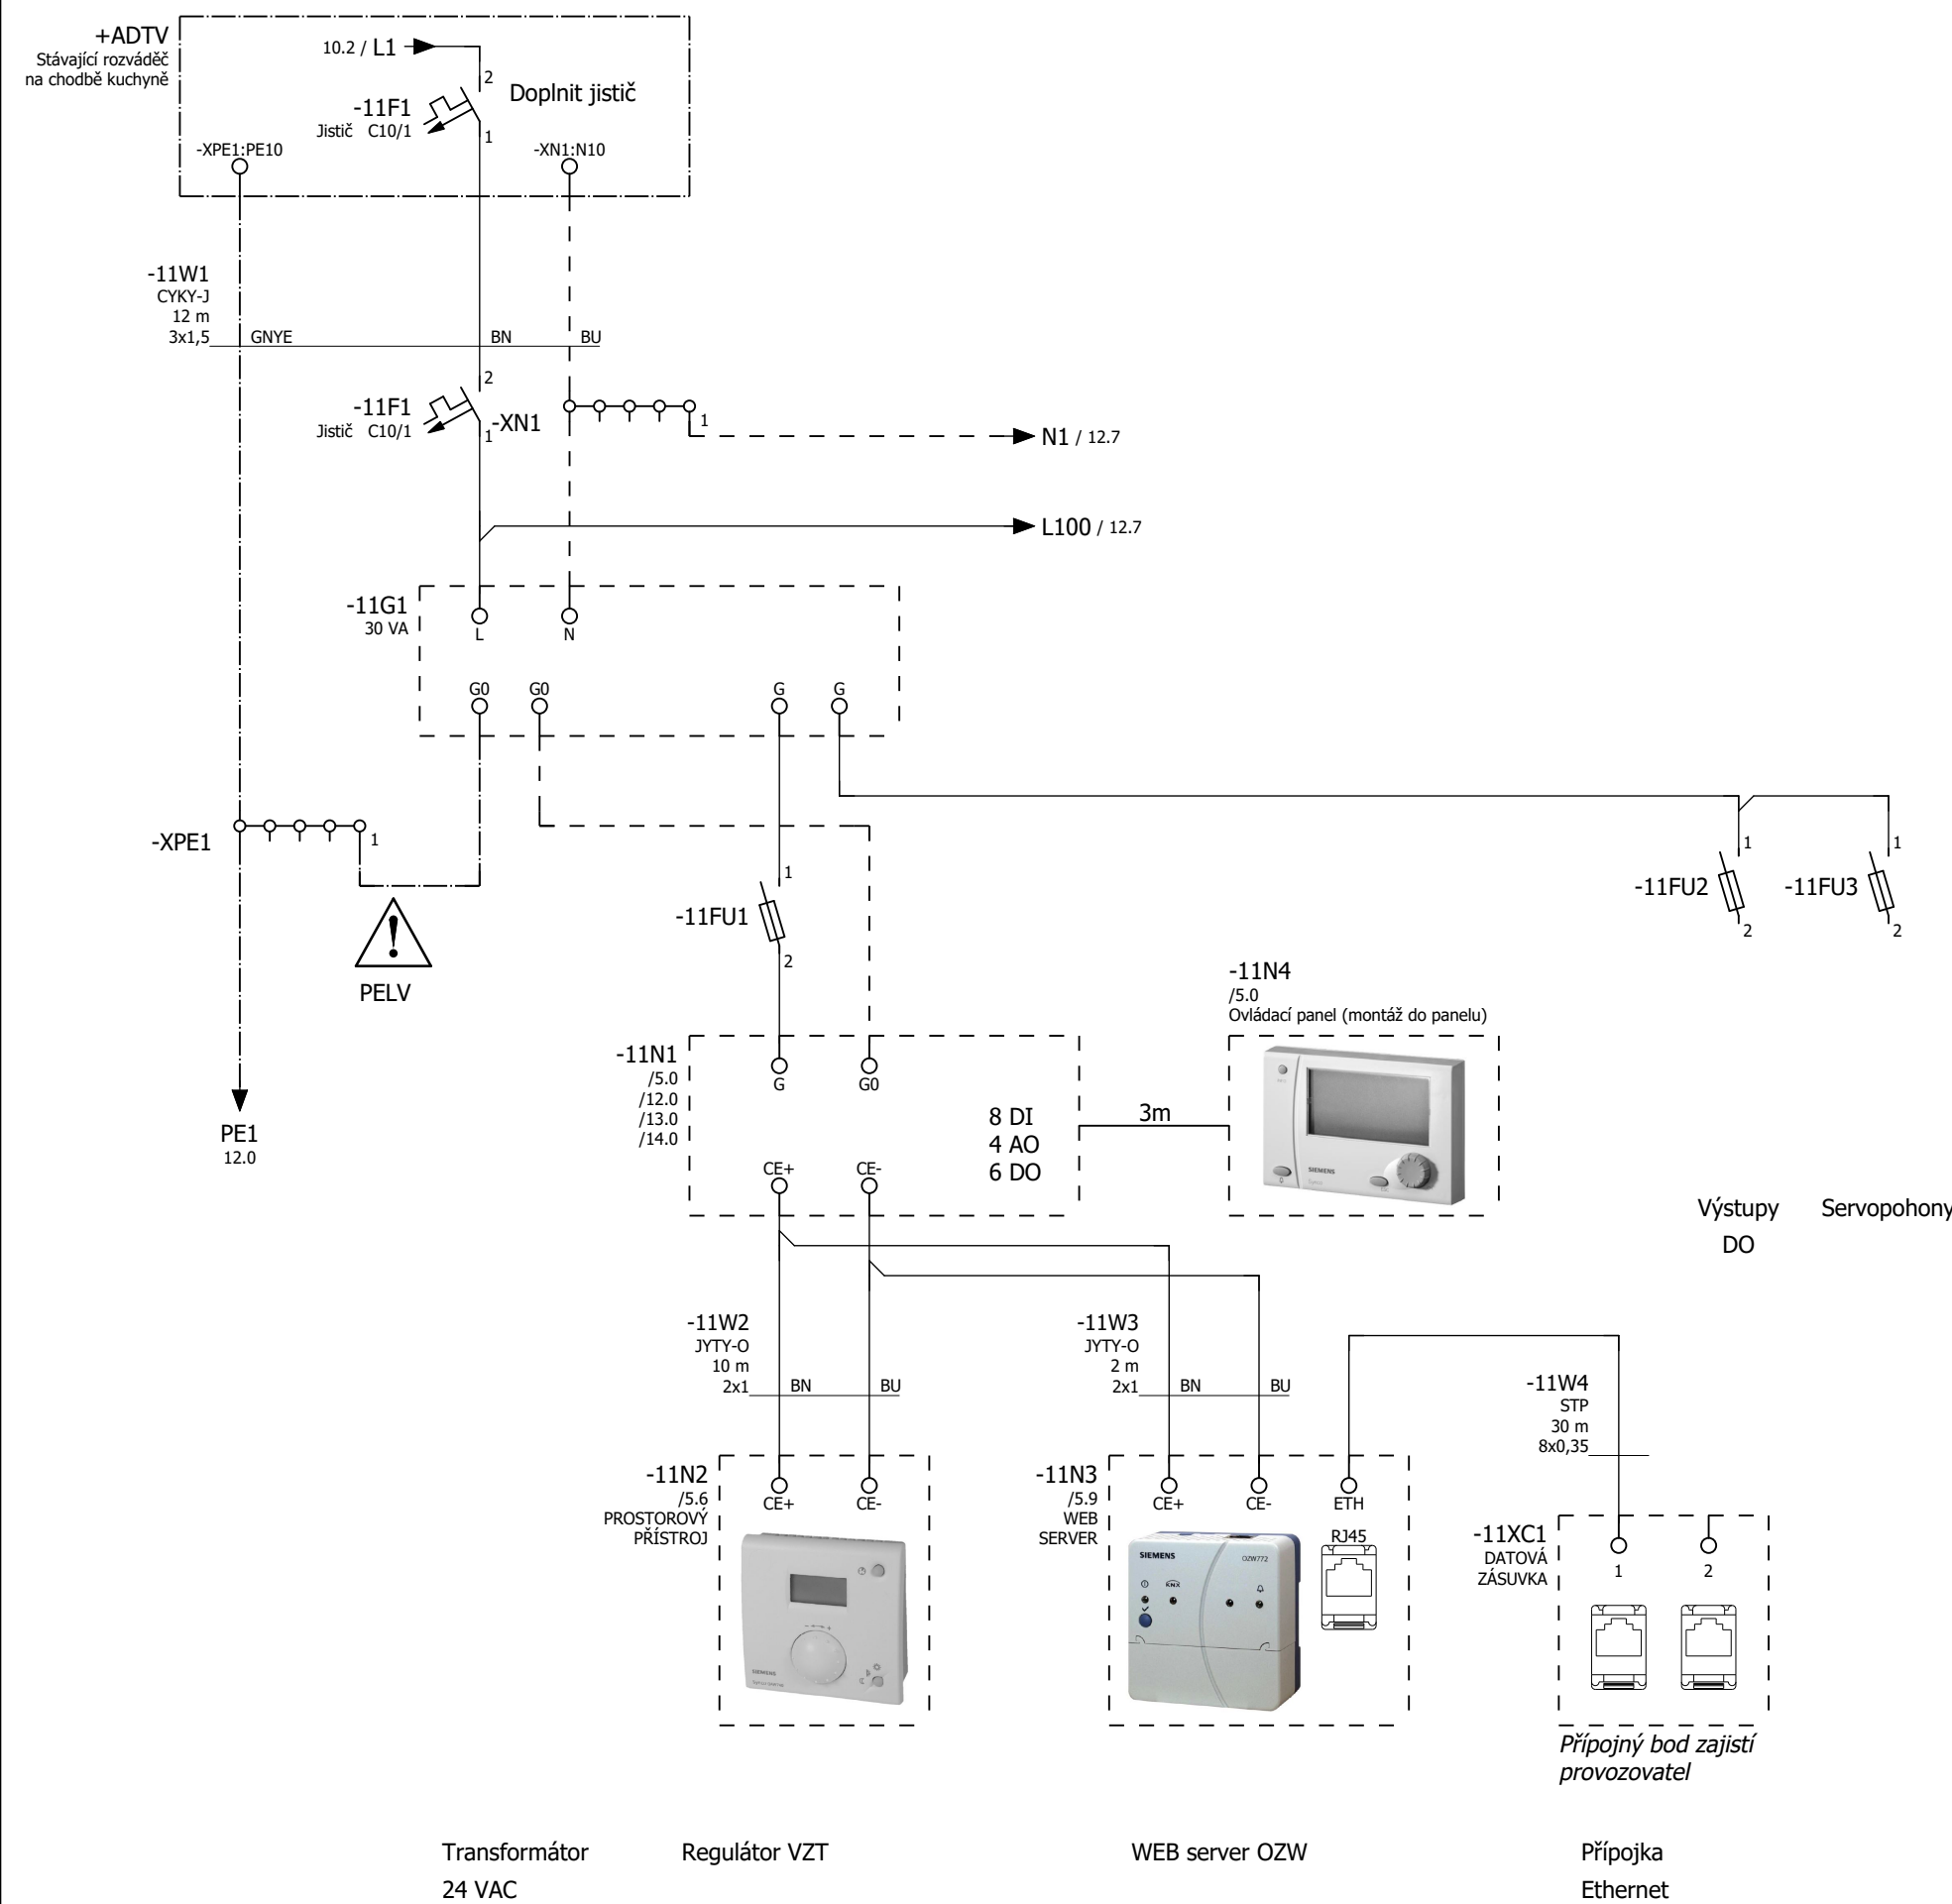 +ADTV
Stávající rozváděč
na chodbě kuchyně
10.2 / L1
2
Doplnit jistič
-11F1
Jistič C10/1
1
-XPE1:PE10
-XN1:N10
-11W1
CYKY-J
12 m
3x1,5
GNYE
BN
BU
2
-11F1
Jistič C10/1
1
-XN1
1
N1 / 12.7
L100 / 12.7
-11G1
30 VA
L
N
G0
G0
G
G
-XPE1
1
PELV
1
-11FU1
2
1
-11FU2
2
1
-11FU3
2
-11N4
/5.0
Ovládací panel (montáž do panelu)
SIEMENS
-11N1
/5.0
/12.0
/13.0
/14.0
G
G0
8 DI
4 AO
6 DO
CE+
CE-
3m
PE1
12.0
Výstupy
DO
Servopohony
-11W2
JYTY-O
10 m
2x1
BN
BU
-11W3
JYTY-O
2 m
2x1
BN
BU
-11W4
STP
30 m
8x0,35
-11N2
/5.6
PROSTOROVÝ
PŘÍSTROJ
CE+
CE-
SIEMENS
-11N3
/5.9
WEB
SERVER
CE+
CE-
ETH
RJ45
SIEMENS
OZW772
KNX
-11XC1
DATOVÁ
ZÁSUVKA
1
2
Přípojný bod zajistí
provozovatel
Transformátor
24 VAC
Regulátor VZT
WEB server OZW
Přípojka
Ethernet